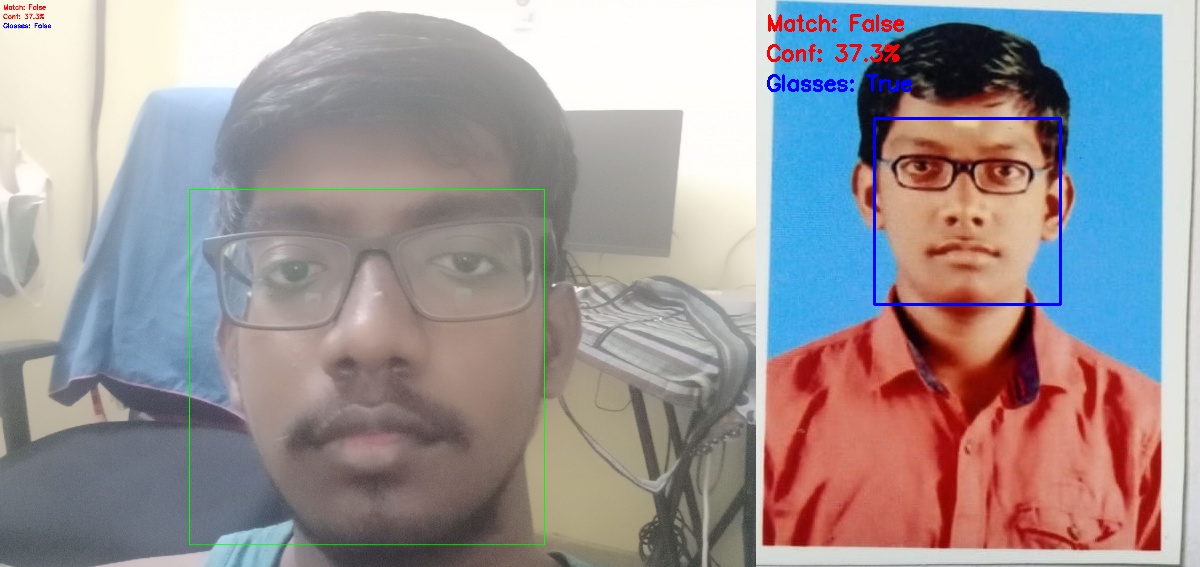 Match: False
Conf: 37.3%
Glasses: False
Match: False
Conf: 37.3%
Glasses: True